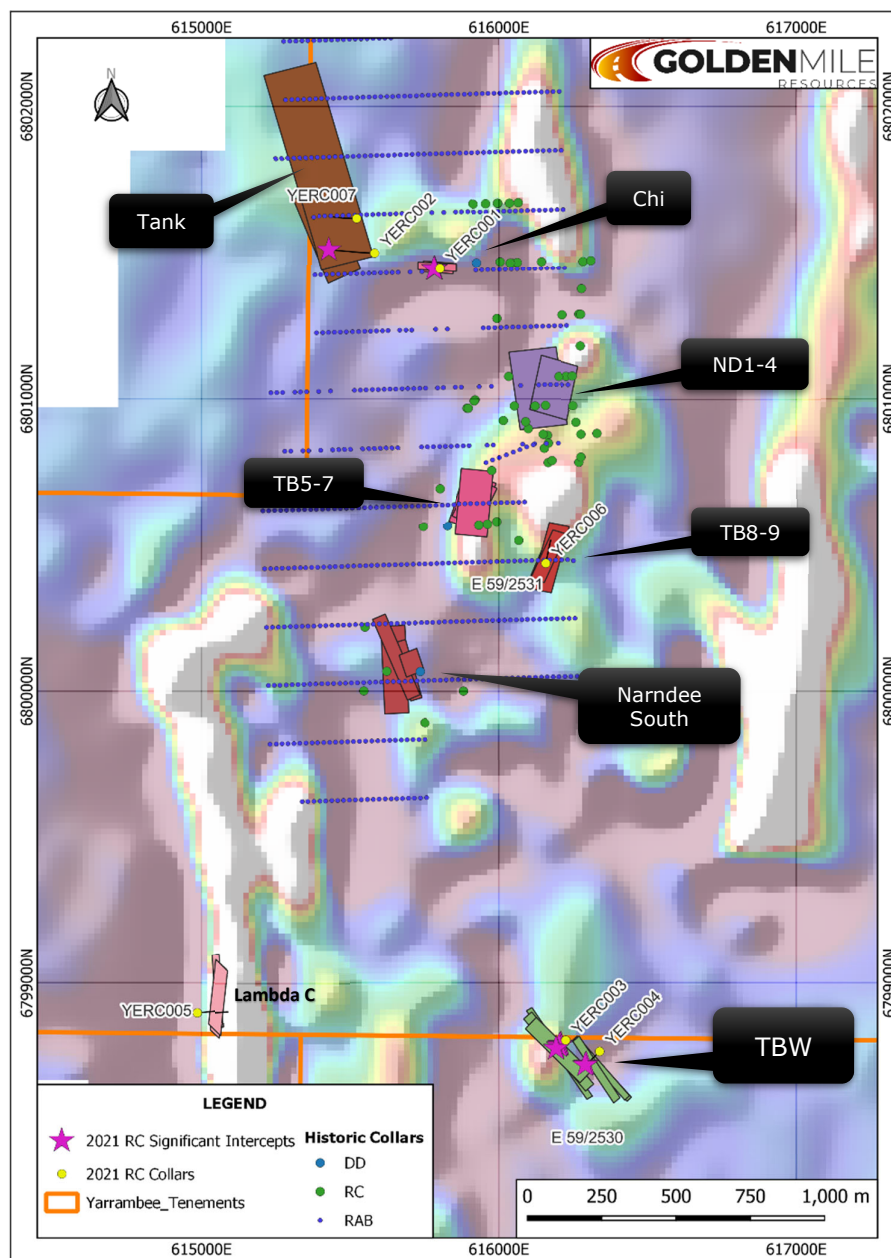 615000E
616000E
617000E
GOLDENMILE
RESOURCES
N
6802000N
6802000N
Tank
YERC007
YERC002
YERC001
Chi
6801000N
6801000N
ND1-4
TB5-7
TB8-9
YERC006
E 59/2531
6800000N
6800000N
Narndee
South
6799000N
6799000N
YERC005
Lambda C
YERC003
YERC004
TBW
E 59/2530
LEGEND
2021 RC Significant Intercepts
2021 RC Collars
Yarrambee_Tenements
Historic Collars
DD
RC
RAB
0 250 500 750 1,000 m
615000E
616000E
617000E